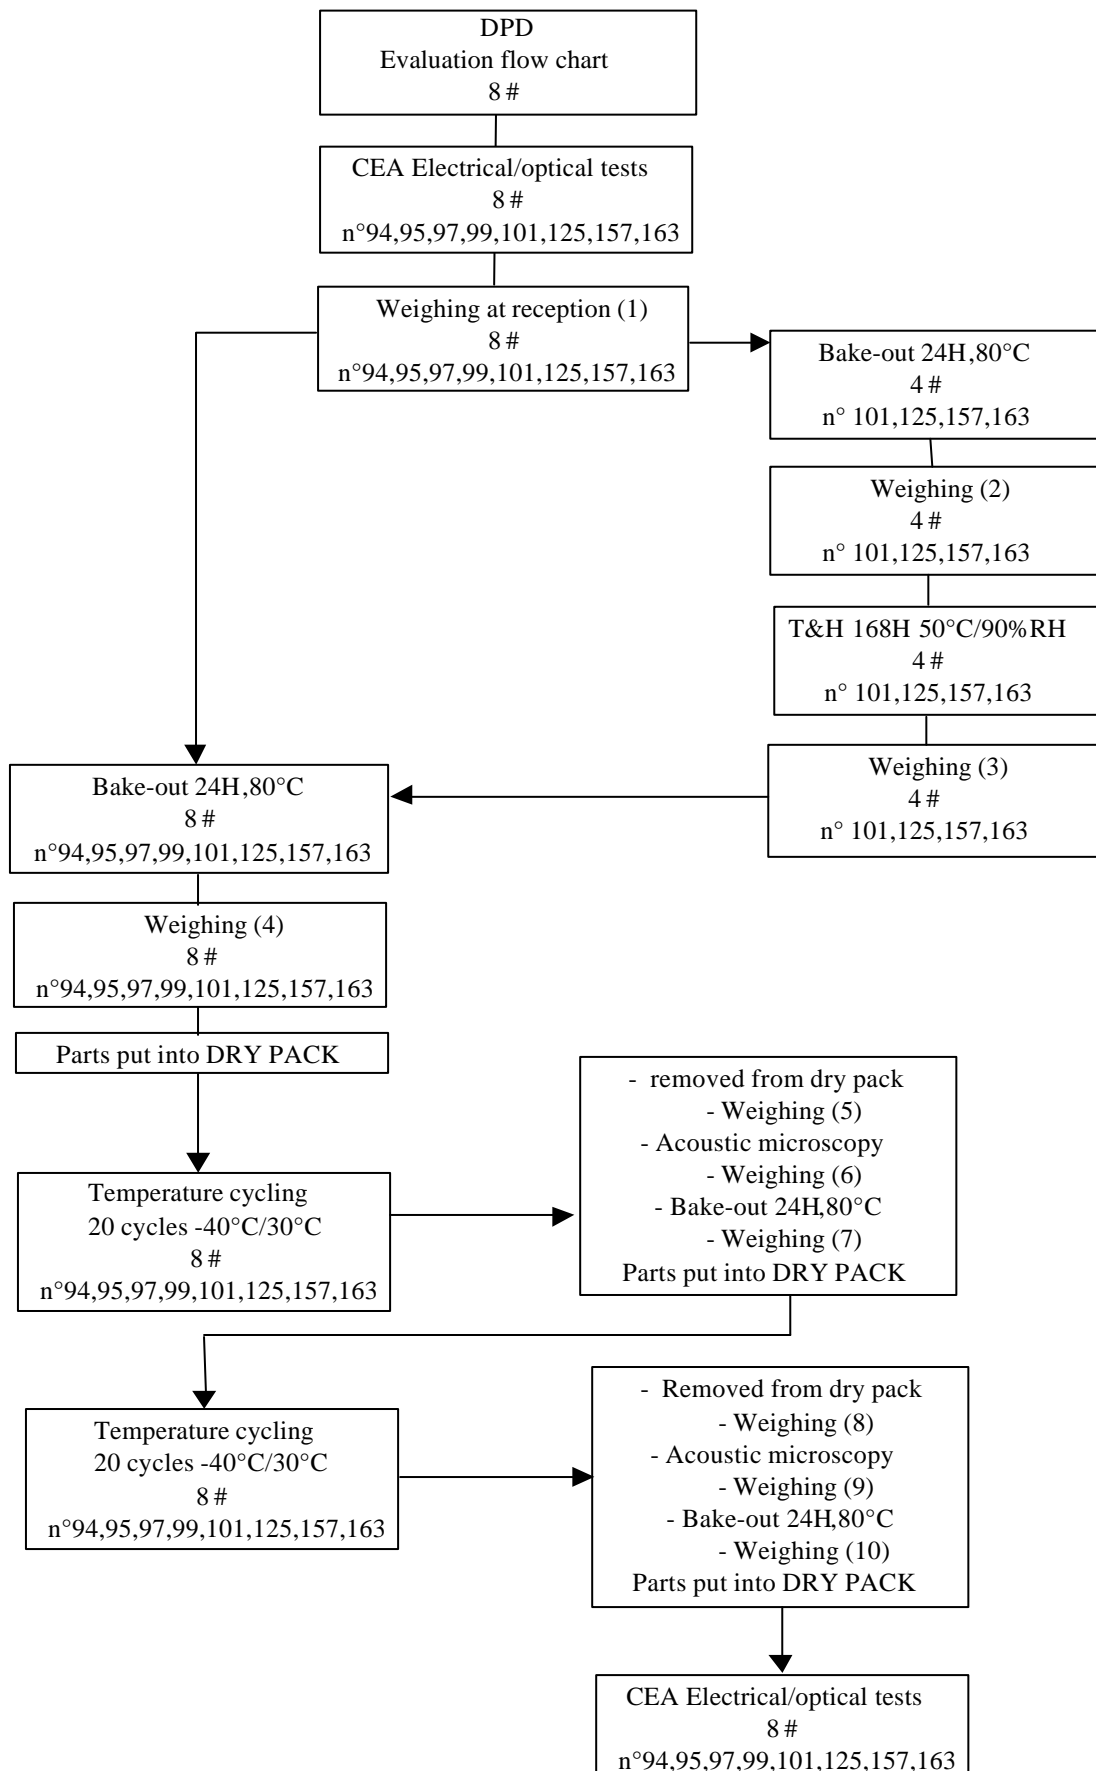 DPD
Evaluation flow chart
8 #
CEA Electrical/optical tests
8 #
n°94,95,97,99,101,125,157,163
Weighing at reception (1)
8 #
n°94,95,97,99,101,125,157,163
Bake-out 24H,80°C
4 #
n° 101,125,157,163
Weighing (2)
4 #
n° 101,125,157,163
T&H 168H 50°C/90%RH
4 #
n° 101,125,157,163
Weighing (3)
4 #
n° 101,125,157,163
Bake-out 24H,80°C
8 #
n°94,95,97,99,101,125,157,163
Weighing (4)
8 #
n°94,95,97,99,101,125,157,163
Parts put into DRY PACK
Temperature cycling
20 cycles -40°C/30°C
8 #
n°94,95,97,99,101,125,157,163
- removed from dry pack
- Weighing (5)
- Acoustic microscopy
- Weighing (6)
- Bake-out 24H,80°C
- Weighing (7)
Parts put into DRY PACK
Temperature cycling
20 cycles -40°C/30°C
8 #
n°94,95,97,99,101,125,157,163
- Removed from dry pack
- Weighing (8)
- Acoustic microscopy
- Weighing (9)
- Bake-out 24H,80°C
- Weighing (10)
Parts put into DRY PACK
CEA Electrical/optical tests
8 #
n°94,95,97,99,101,125,157,163